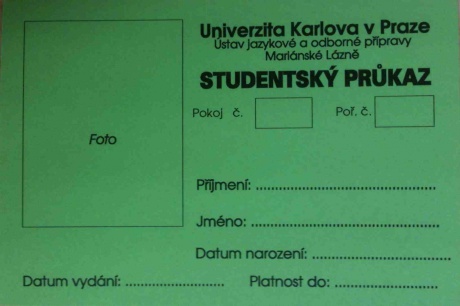 Univerzita Karlova v Praze
Ústav jazykové a odborné přípravy
Mariánské Lázně
STUDENTSKÝ PRŮKAZ
Pokoj č. Poř. č.
Foto
Příjmení: ..............................................
Jméno: ..............................................
Datum narození: ..............................
Datum vydání: ...................... Platnost do: ......................